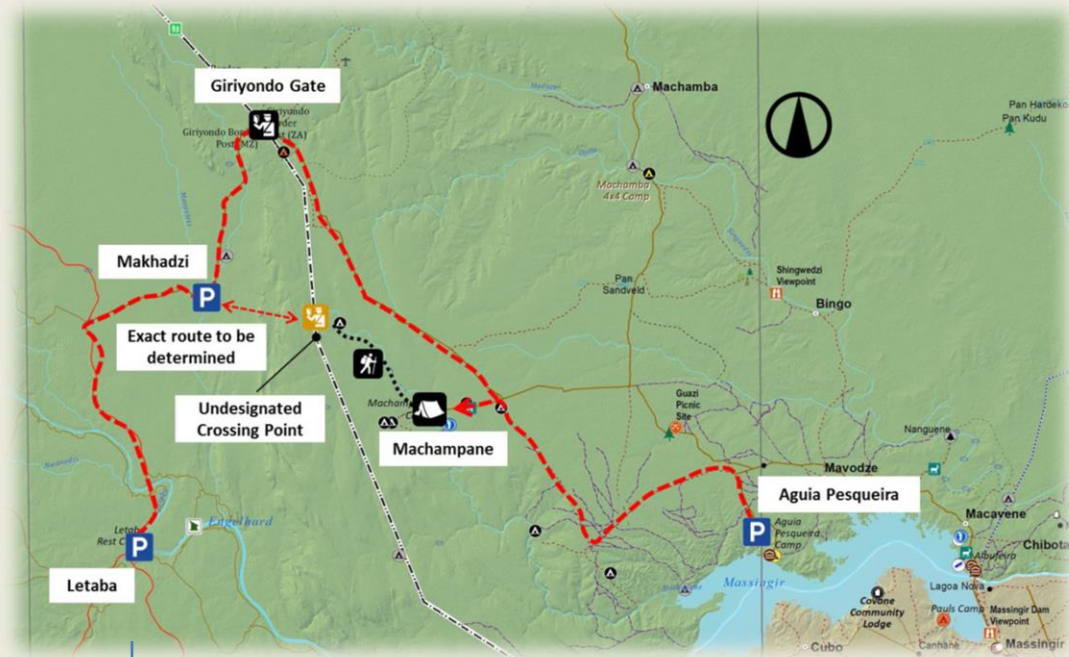 Giriyondo Gate
Giriyondo
Post (MZ)
(ZA)
Machamba
Pan Hardeko
Pan Kudu
Machamba
4x4 Camp
Makhadzi
P
Exact route to be
determined
Undesignated
Crossing Point
Pan
Sandveld
Shingwedzi
Viewpoint
Bingo
Machampane
Guazi
Picnic
Site
Nanguene
Mavodze
Aguia Pesqueira
P
Aguia
Pesqueira
Camp
Macavene
Chibota
Albufeira
Massingir
Lagoa Nova
Covane
Community
Lodge
Pauls Camp
Massingir Dam
Viewpoint
Cubo
Canhane
Massingir
Engelhard
Rest
P
Letaba